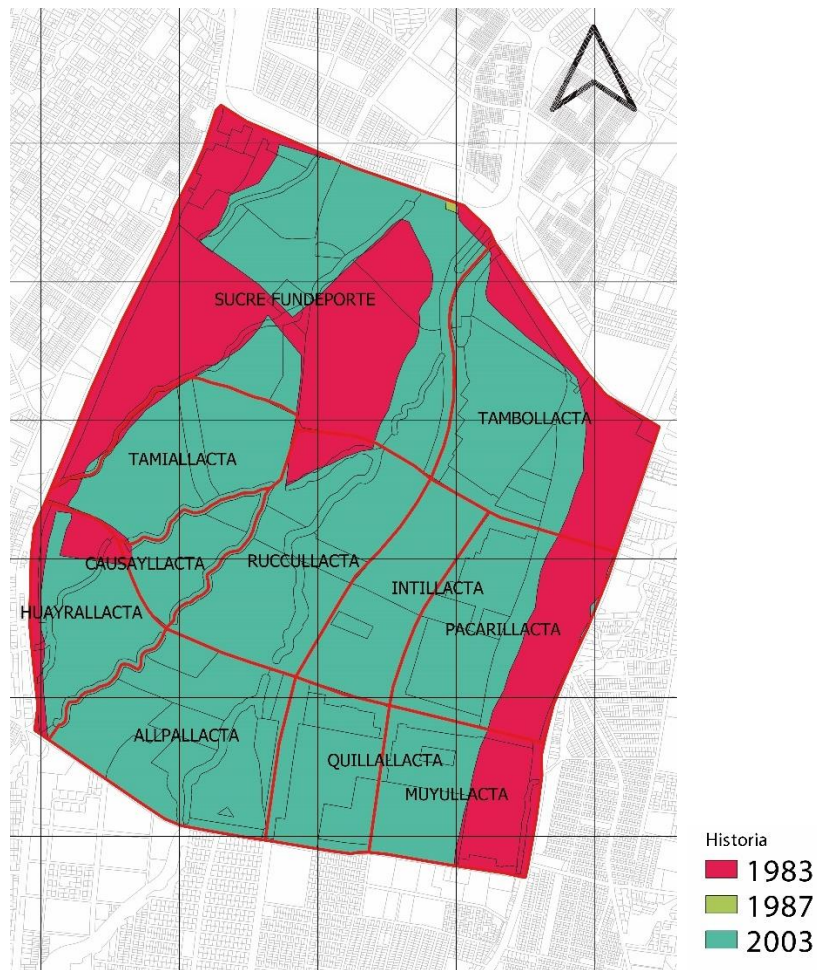 SUCRE FUNDEPORTE
TAMBOLLACTA
TAMIALLACTA
CAUSAYLLACTA
RUCCULLACTA
INTILLACTA
HUAYRALLACTA
PACARILLACTA
ALLPALLACTA
QUILLALLACTA
MUYULLACTA
Historia
1983
1987
2003